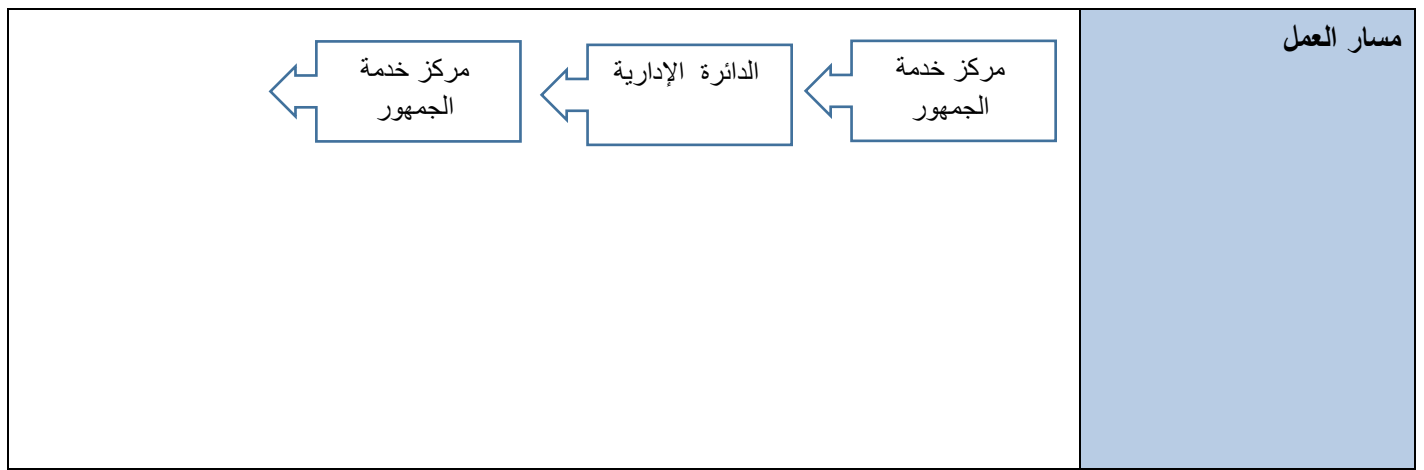 مسار العمل
مركز خدمة
الجمهور
الدائرة الإدارية
مركز خدمة
الجمهور